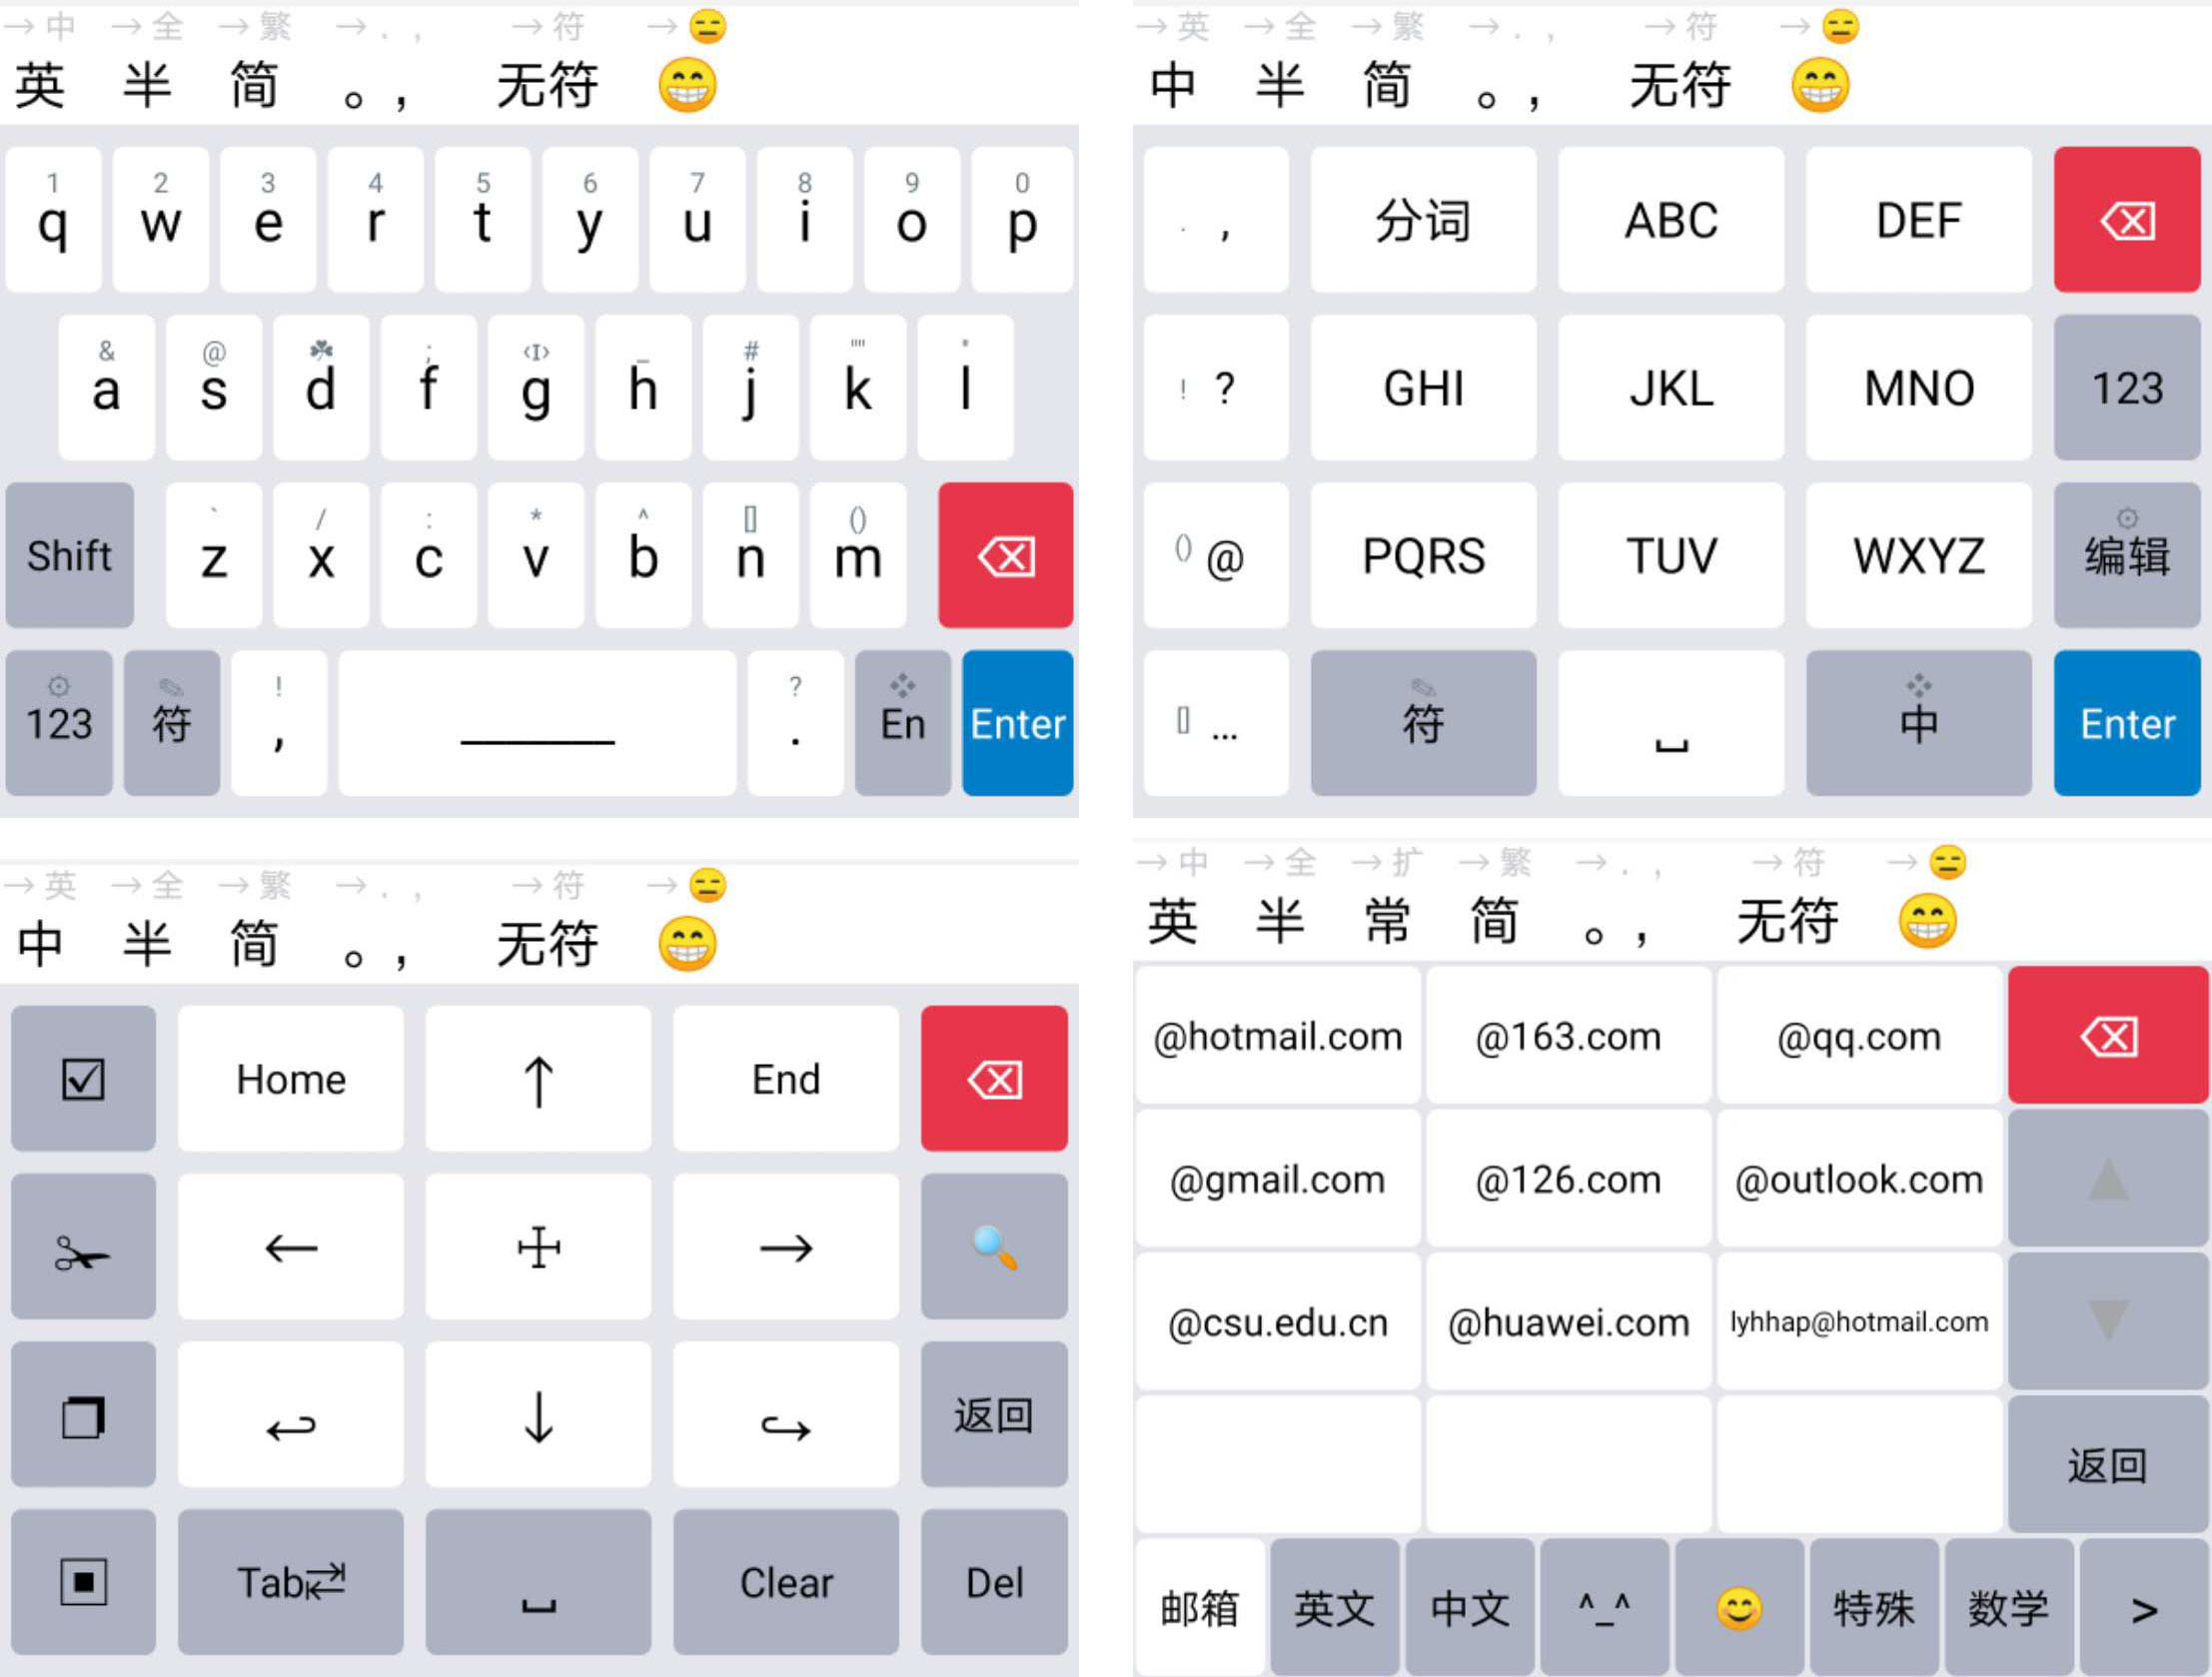 →中 →全 →繁 →. , →符 →😑
英 半 简 。, 无符 😁
1 2 3 4 5 6 7 8 9 0
q w e r t y u i o p
& @ ☘ ; ‹I› _ # "" "
a s d f g h j k l
` / : * ^ [] ()
Shift z x c v b n m
! ?
123 符 , . En Enter
→英 →全 →繁 →. , →符 →😑
中 半 简 。, 无符 😁
. , 分词 ABC DEF
! ? GHI JKL MNO 123
() @ PQRS TUV WXYZ 编辑
[] ... 符 ␣ 中 Enter
→英 →全 →繁 →. , →符 →😑
中 半 简 。, 无符 😁
☑ Home ↑ End
✂ ← → 🔍
❐ ↩ ↓ ↪ 返回
▣ Tab⇄ ␣ Clear Del
→中 →全 →扩 →繁 →. , →符 →😑
英 半 常 简 。, 无符 😁
@hotmail.com @163.com @qq.com
@gmail.com @126.com @outlook.com ▲
@csu.edu.cn @huawei.com lyhhap@hotmail.com ▼
返回
邮箱 英文 中文 ^_^ 😊 特殊 数学 >